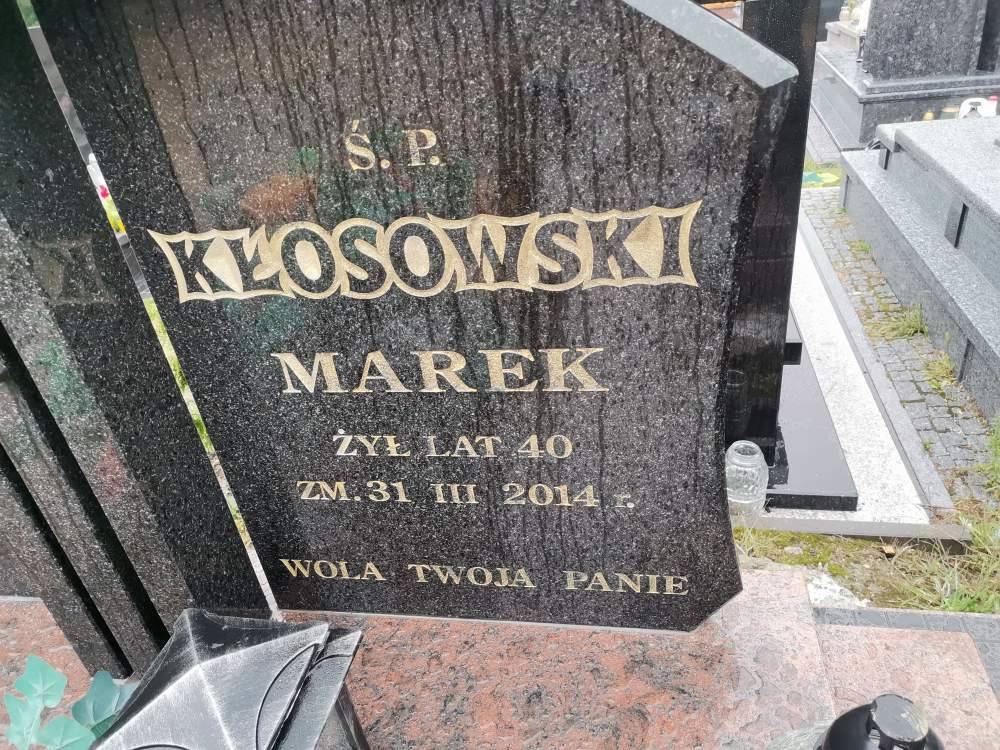 Ś. P.
KŁOSOWSKI
MAREK
ŻYŁ LAT 40
ZM. 31 III 2014 r.
WOLA TWOJA PANIE